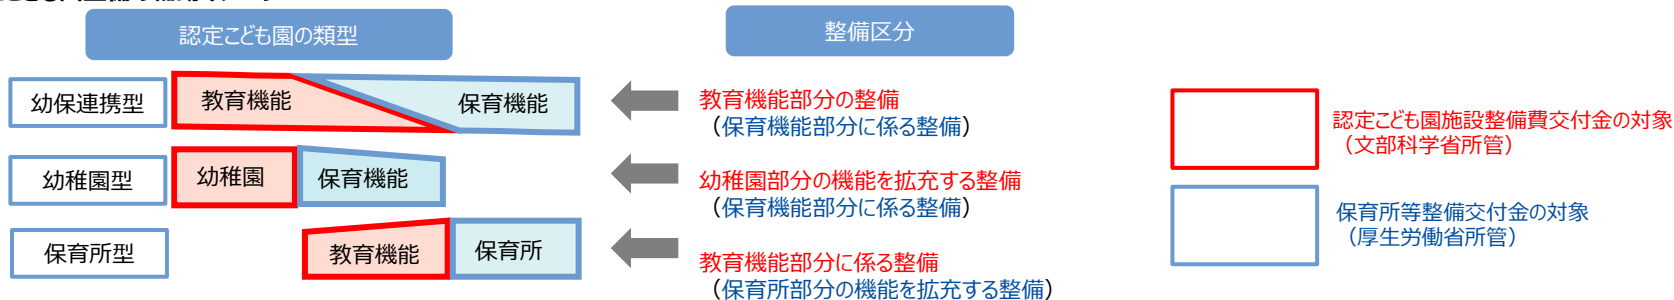 認定こども園の類型
整備区分
幼保連携型
教育機能
保育機能
教育機能部分の整備
（保育機能部分に係る整備）
幼稚園型
幼稚園
保育機能
幼稚園部分の機能を拡充する整備
（保育機能部分に係る整備）
保育所型
教育機能
保育所
教育機能部分に係る整備
（保育所部分の機能を拡充する整備）
認定こども園施設整備費交付金の対象
（文部科学省所管）
保育所等整備交付金の対象
（厚生労働省所管）